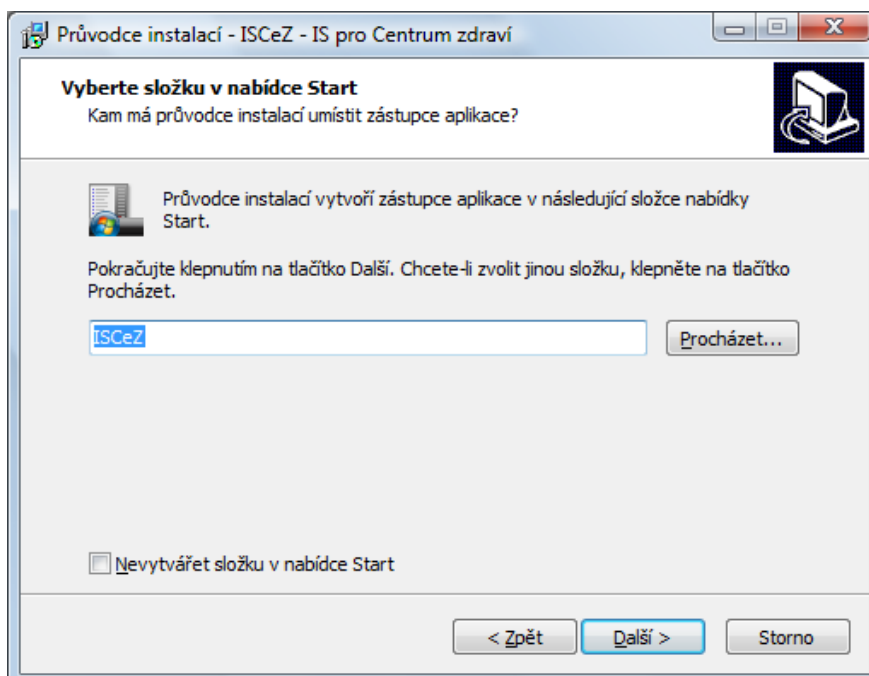 Průvodce instalací - ISCeZ - IS pro Centrum zdraví
Vyberte složku v nabídce Start
Kam má průvodce instalací umístit zástupce aplikace?
Průvodce instalací vytvoří zástupce aplikace v následující složce nabídky
Start.
Pokračujte klepnutím na tlačítko Další. Chcete-li zvolit jinou složku, klepněte na tlačítko
Procházet.
ISCeZ
Procházet...
Nevytvářet složku v nabídce Start
< Zpět
Další >
Storno